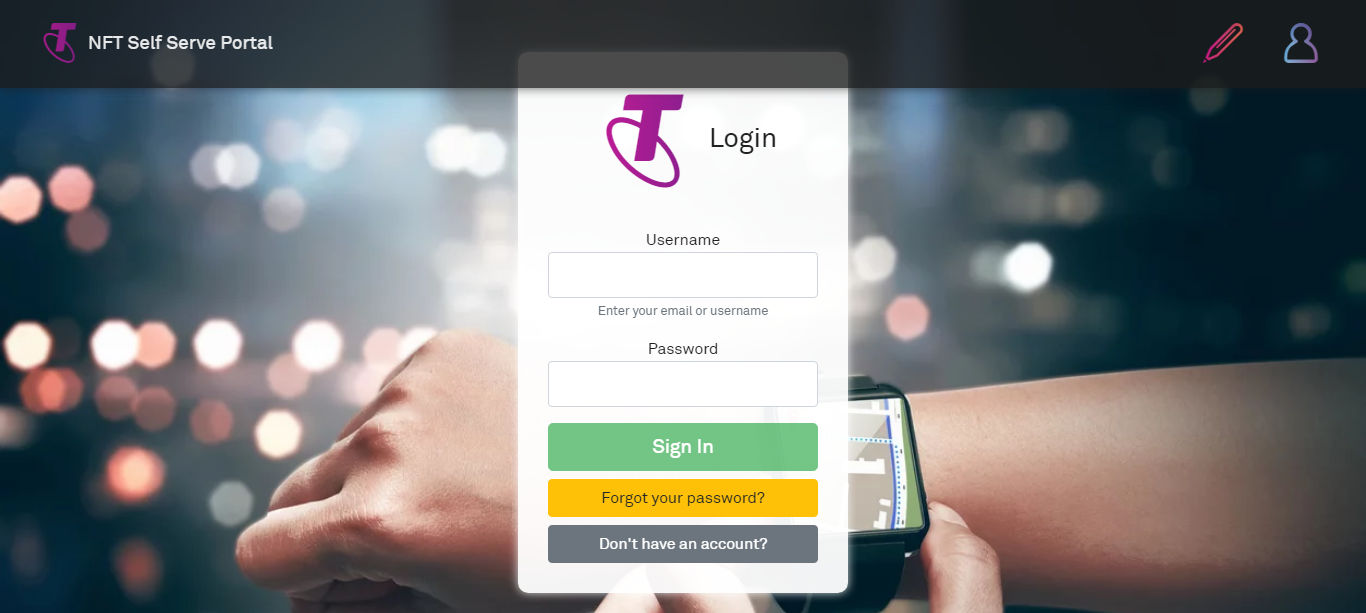 NFT Self Serve Portal
Login
Username
Enter your email or username
Password
Sign In
Forgot your password?
Don't have an account?